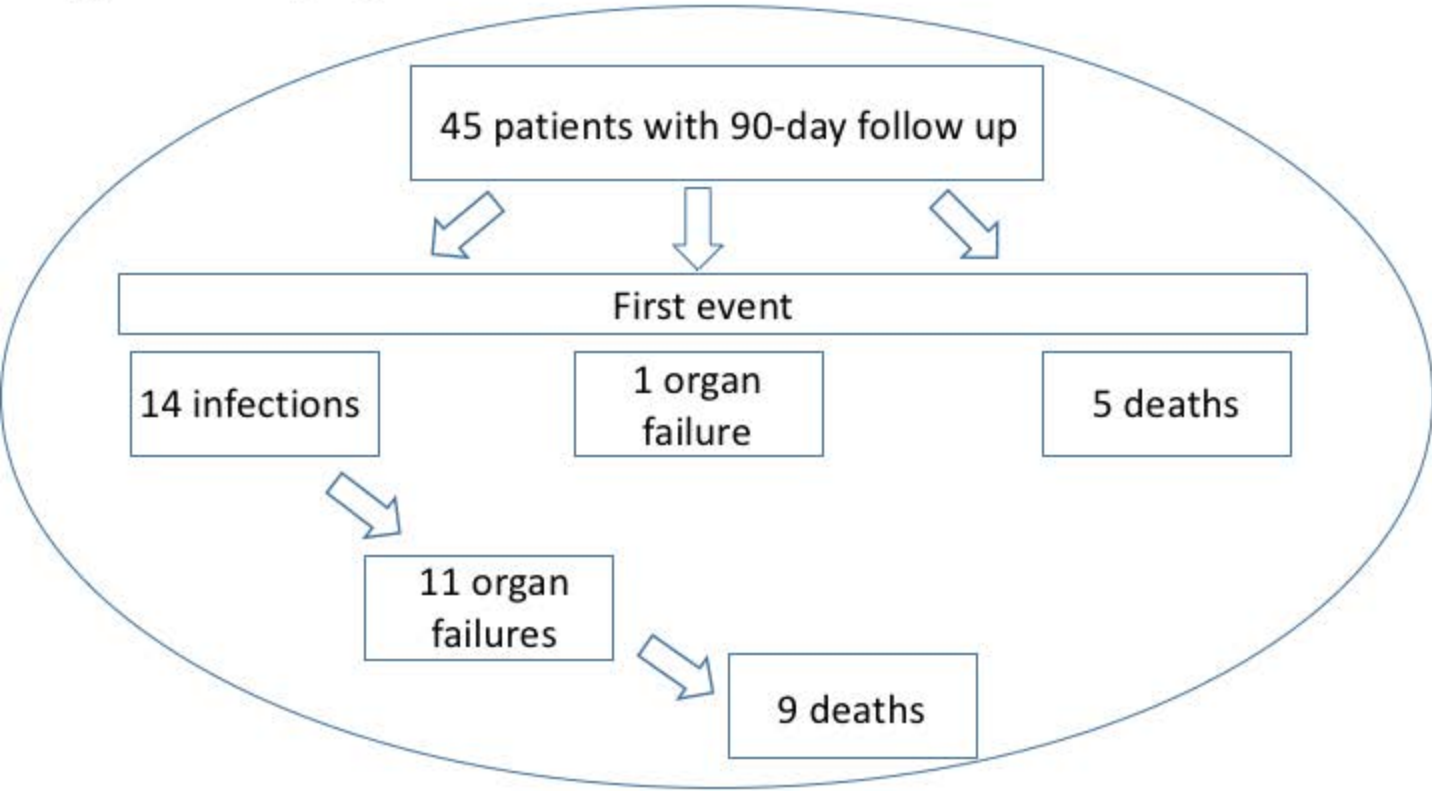 45 patients with 90-day follow up
First event
14 infections
1 organ
failure
5 deaths
11 organ
failures
9 deaths